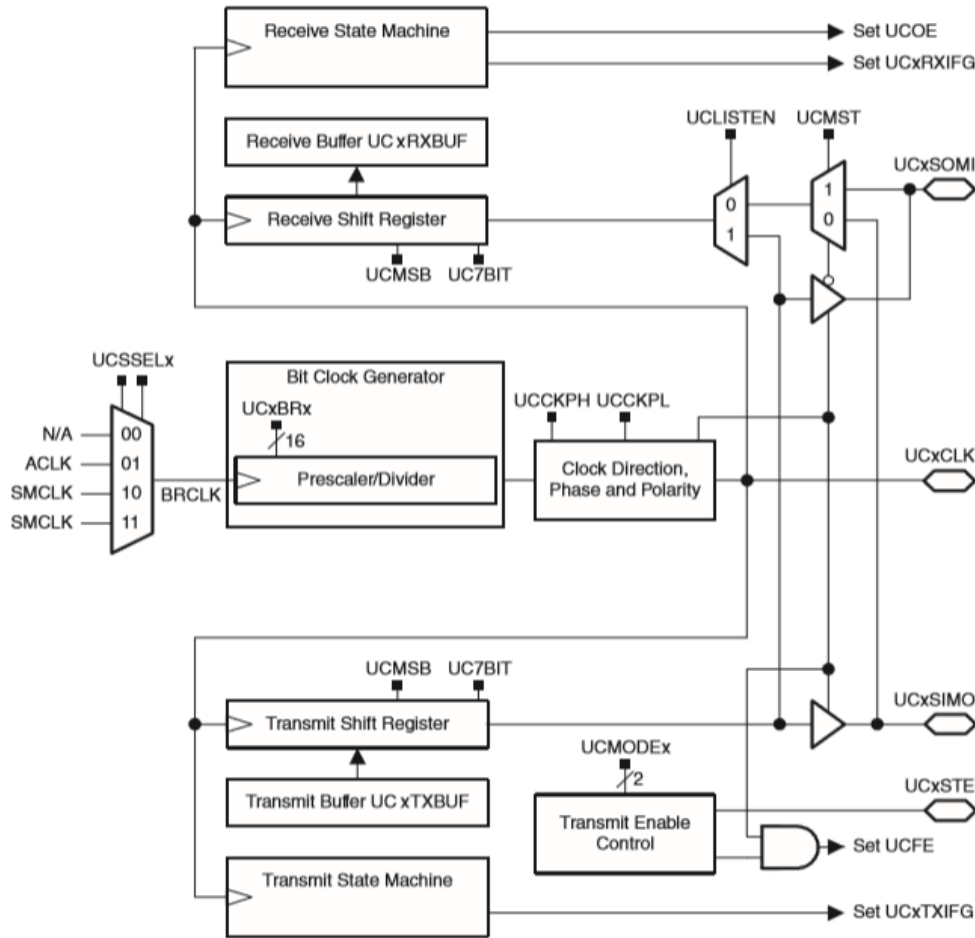 Receive State Machine
Set UCOE
Set UCxRXIFG
UCLISTEN
UCMST
Receive Buffer UC xRXBUF
UCxSOMI
0
1
1
0
Receive Shift Register
UCMSB
UC7BIT
UCSSELx
Bit Clock Generator
UCxBRx
16
UCCKPH
UCCKPL
N/A
00
ACLK
01
SMCLK
10
SMCLK
11
BRCLK
Prescaler/Divider
Clock Direction,
Phase and Polarity
UCxCLK
UCMSB
UC7BIT
Transmit Shift Register
UCxSIMO
UCMODEx
2
Transmit Buffer UC xTXBUF
UCxSTE
Transmit Enable
Control
Set UCFE
Transmit State Machine
Set UCxTXIFG